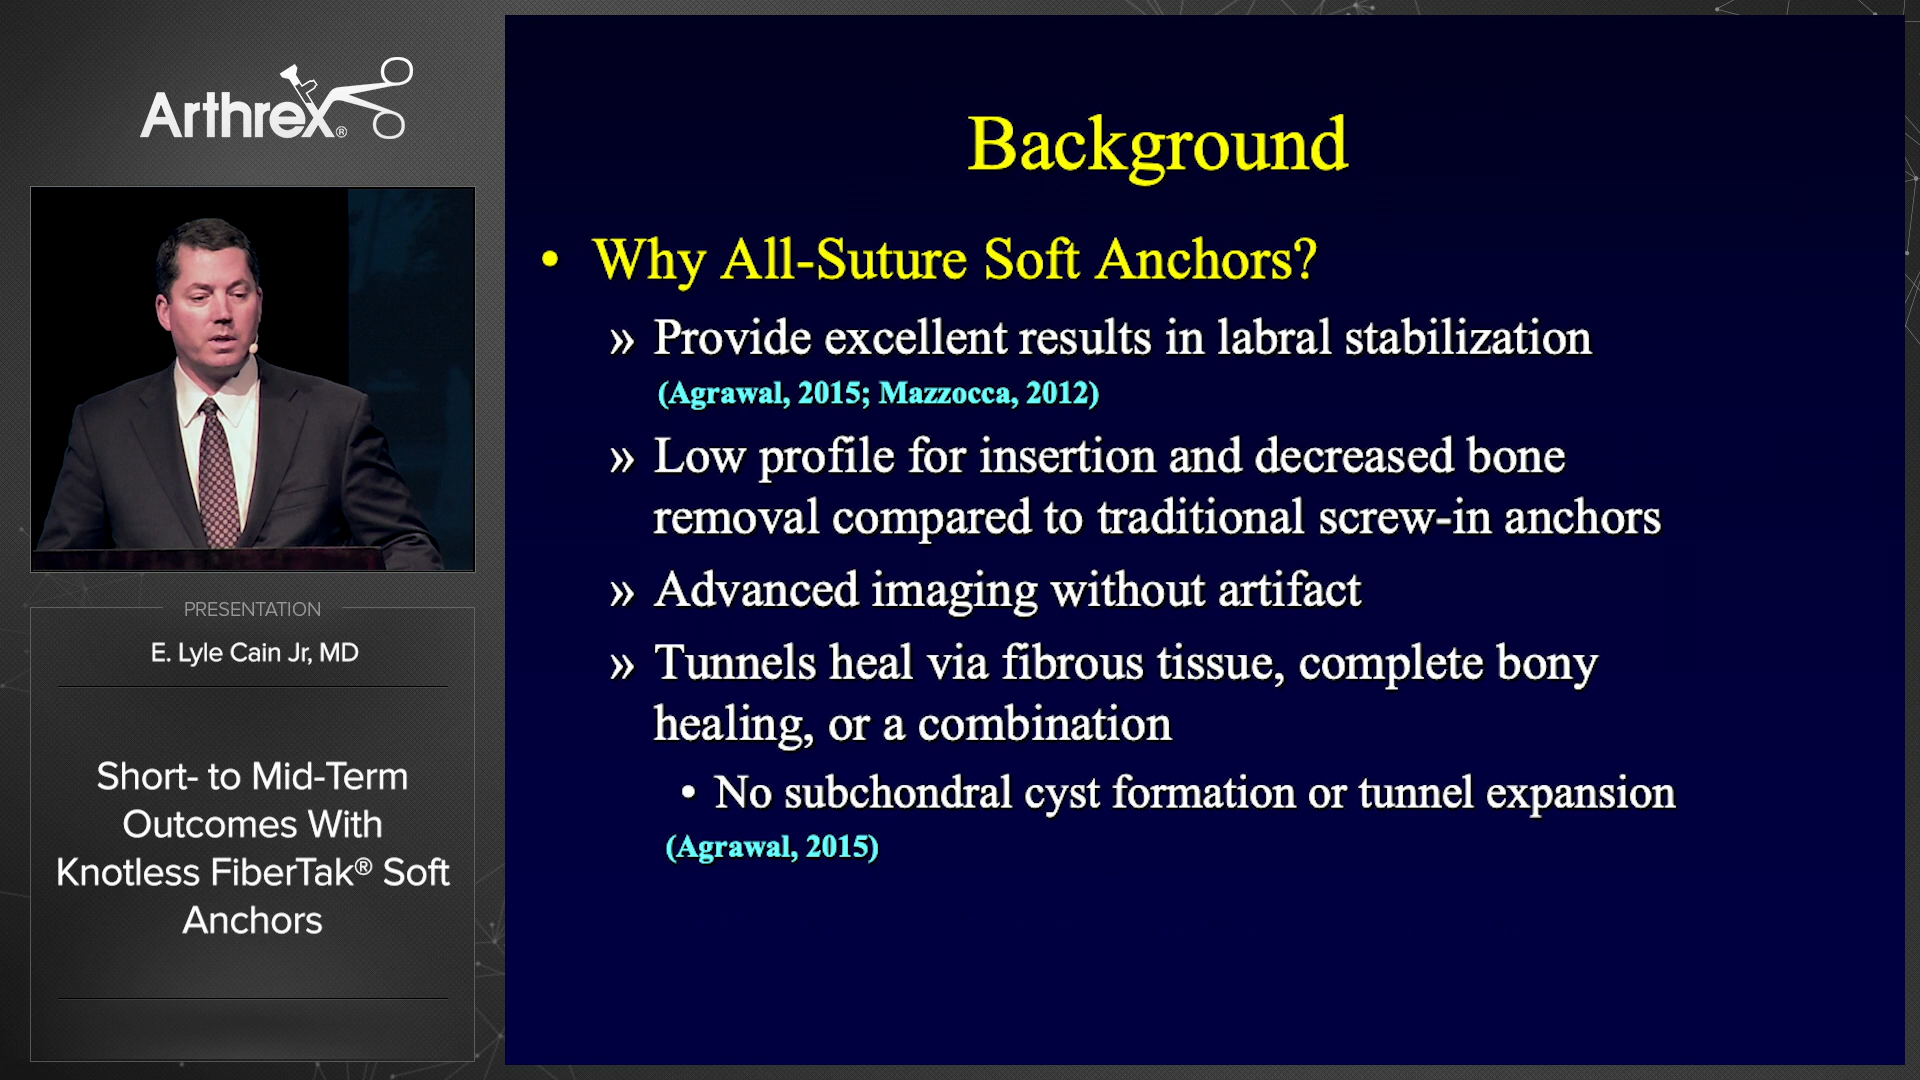 Arthrex®
PRESENTATION
E. Lyle Cain Jr, MD
Short- to Mid-Term
Outcomes With
Knotless FiberTak® Soft
Anchors
Background
• Why All-Suture Soft Anchors?
» Provide excellent results in labral stabilization
(Agrawal, 2015; Mazzocca, 2012)
» Low profile for insertion and decreased bone
removal compared to traditional screw-in anchors
» Advanced imaging without artifact
» Tunnels heal via fibrous tissue, complete bony
healing, or a combination
• No subchondral cyst formation or tunnel expansion
(Agrawal, 2015)